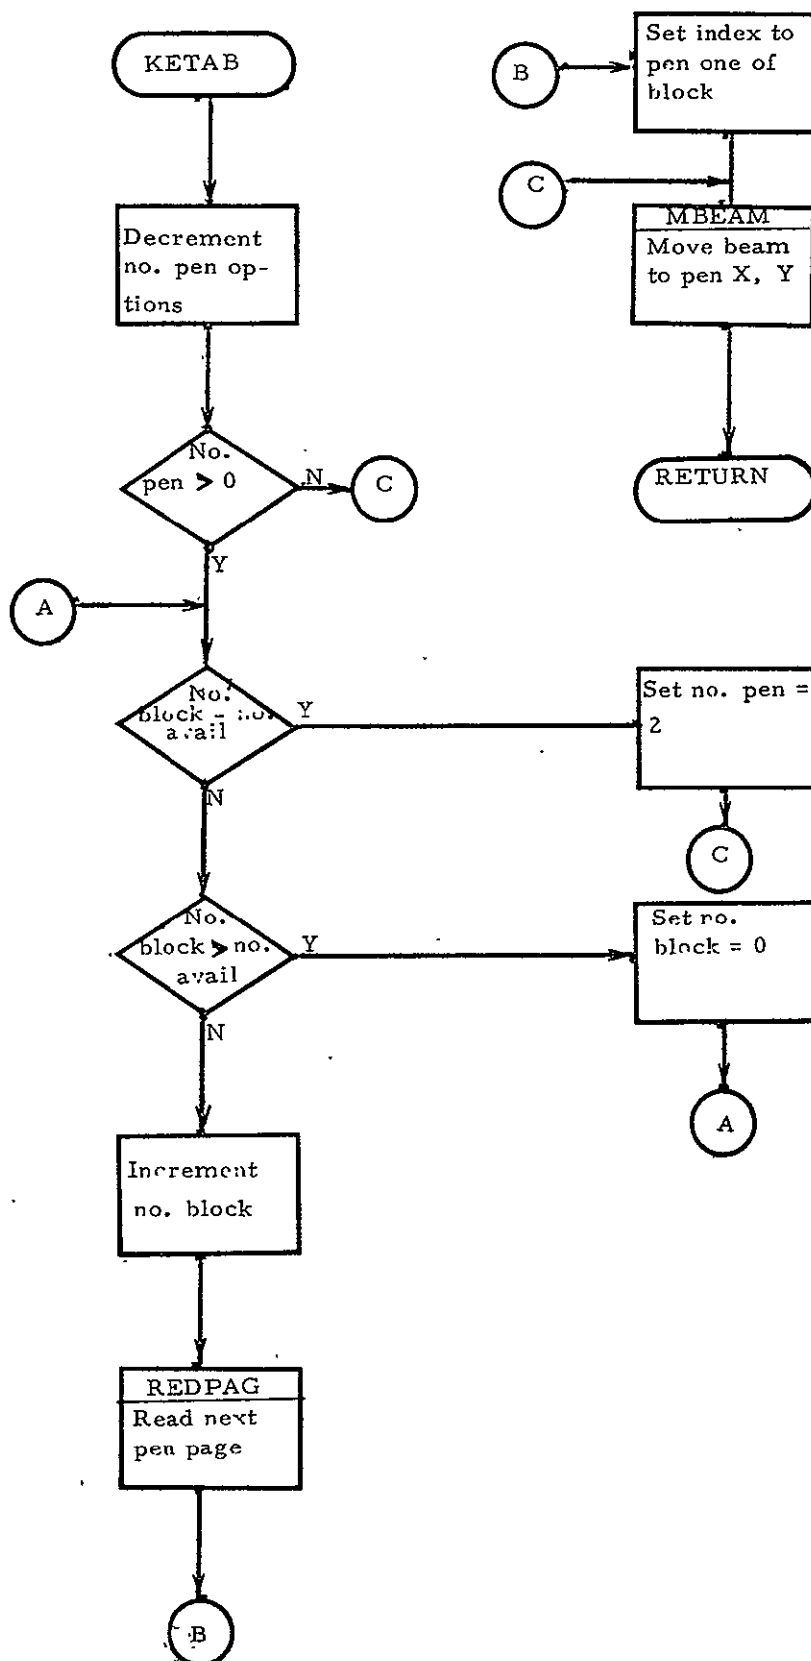 KETAB
Decrement
no. pen op-
tions
No.
pen > 0
N
C
Y
A
No.
block = no.
avail
Y
N
No.
block > no.
avail
Y
N
Increment
no. block
REDPAG
Read next
pen page
B
B
Set index to
pen one of
block
C
MBEAM
Move beam
to pen X, Y
RETURN
Set no. pen =
2
C
Set no.
block = 0
A